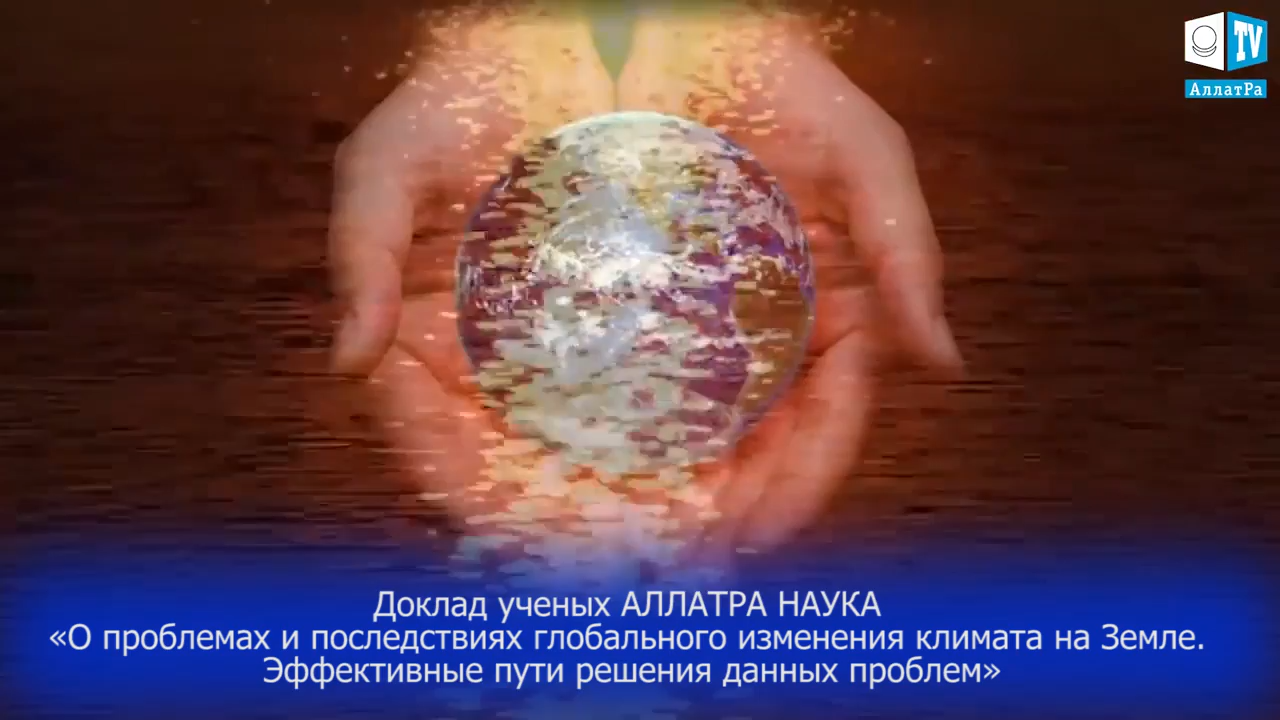 TV
АллатРа
Доклад ученых АЛЛАТРА НАУКА
«О проблемах и последствиях глобального изменения климата на Земле.
Эффективные пути решения данных проблем»